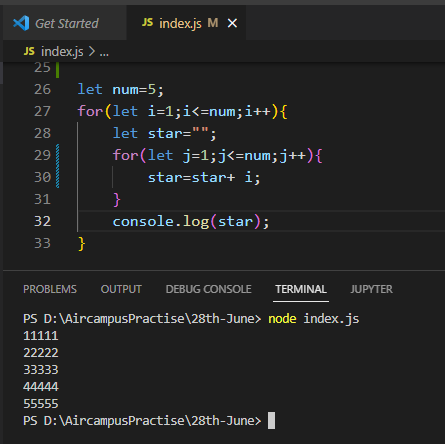 Get Started JS index.js M ×
JS index.js > ...
25
26 let num=5;
27 for(let i=1;i<=num;i++){
28 let star="";
29 for(let j=1;j<=num;j++){
30 star=star+ i;
31 }
32 console.log(star);
33 }
PROBLEMS OUTPUT DEBUG CONSOLE TERMINAL JUPYTER
PS D:\AircampusPractise\28th-June> node index.js
11111
22222
33333
44444
55555
PS D:\AircampusPractise\28th-June>